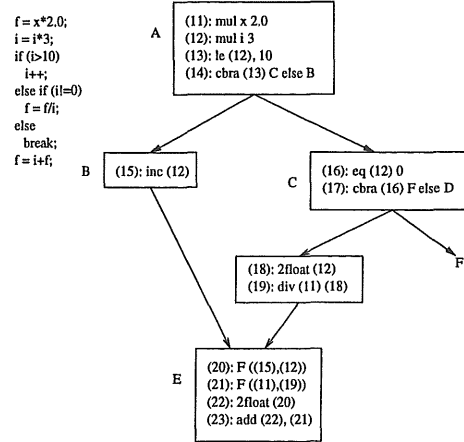 f = x*2.0;
i = i*3;
if (i>10)
i++;
else if (i!=0)
f = f/i;
else
break;
f = i+f;
A
(11): mul x 2.0
(12): mul i 3
(13): le (12), 10
(14): cbra (13) C else B
B
(15): inc (12)
C
(16): eq (12) 0
(17): cbra (16) F else D
(18): 2float (12)
(19): div (11) (18)
F
E
(20): F ((15),(12))
(21): F ((11),(19))
(22): 2float (20)
(23): add (22), (21)